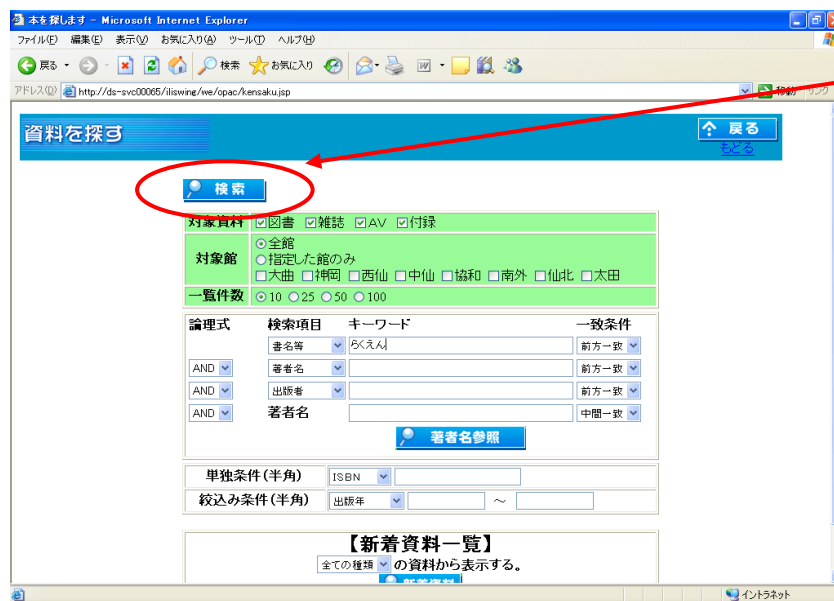 本を探します - Microsoft Internet Explorer
ファイル(F) 編集(E) 表示(V) お気に入り(A) ツール(T) ヘルプ(H)
戻る 検索 お気に入り
アドレス(D) http://ds-svc00065/iliswing/we/opac/kensaku.jsp 移動 リンク
資料を探す
戻る
もどる
検索
対象資料 図書 雑誌 AV 付録
対象館 全館
指定した館のみ
大曲 神岡 西仙 中仙 協和 南外 仙北 太田
一覧件数 10 25 50 100
論理式 検索項目 キーワード 一致条件
書名等 らくえん 前方一致
AND 著者名 前方一致
AND 出版者 前方一致
AND 著者名 中間一致
著者名参照
単独条件(半角) ISBN
絞込み条件(半角) 出版年 ～
【新着資料一覧】
全ての種類 の資料から表示する。
新着資料
イントラネット